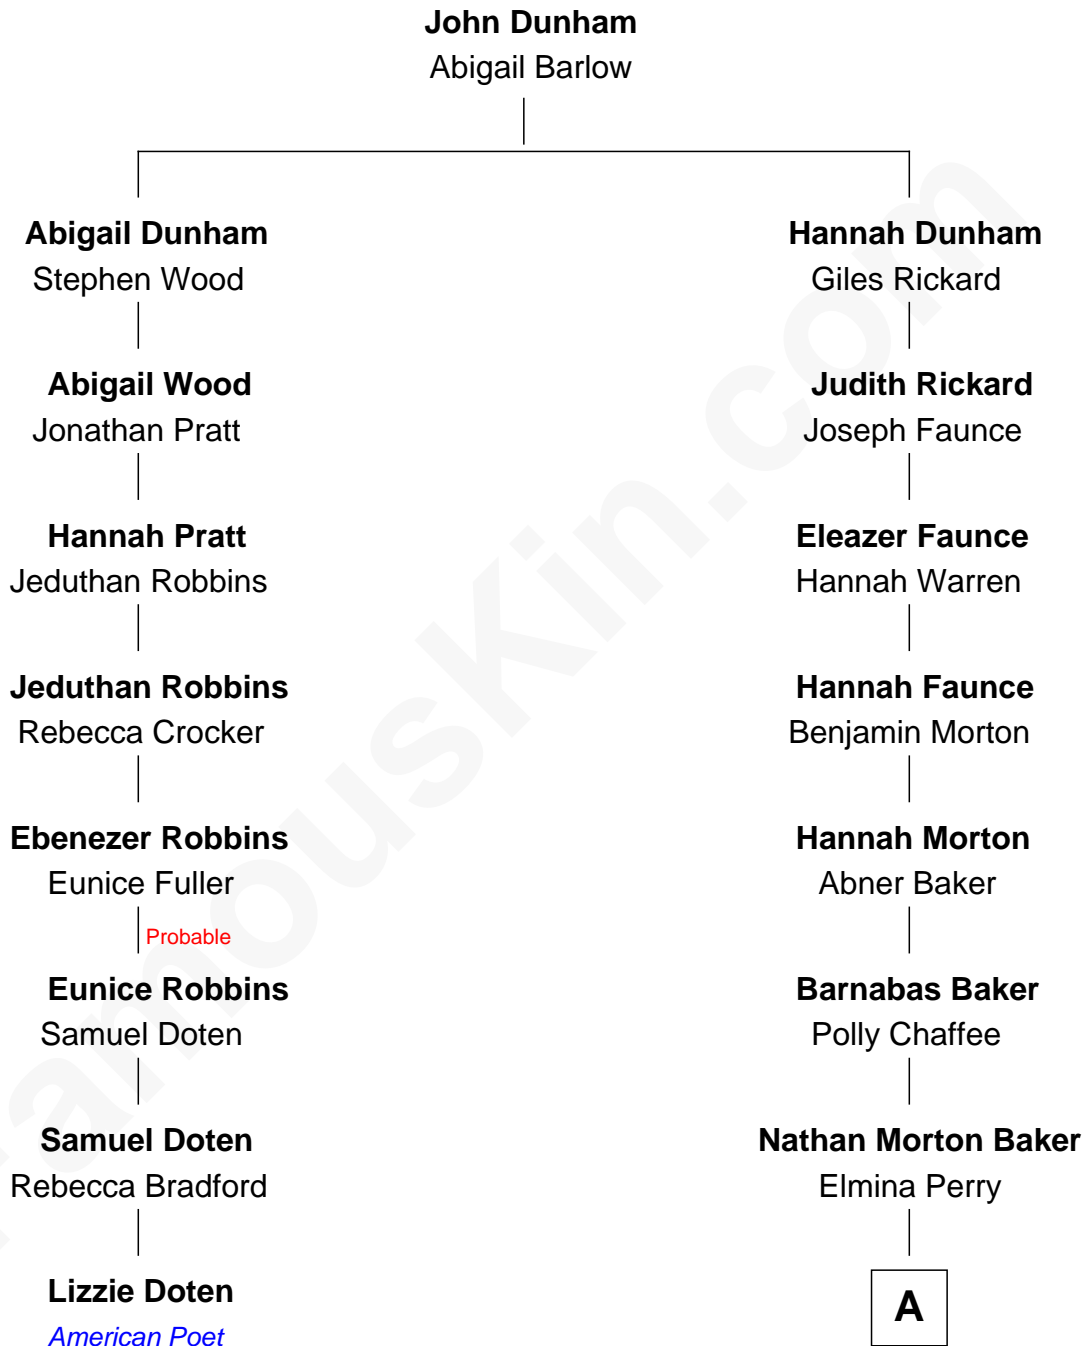 John Dunham
Abigail Barlow
Abigail Dunham
Stephen Wood
Hannah Dunham
Giles Rickard
Abigail Wood
Jonathan Pratt
Judith Rickard
Joseph Faunce
Hannah Pratt
Jeduthan Robbins
Eleazer Faunce
Hannah Warren
Jeduthan Robbins
Rebecca Crocker
Hannah Faunce
Benjamin Morton
Ebenezer Robbins
Eunice Fuller
Hannah Morton
Abner Baker
Probable
Eunice Robbins
Samuel Doten
Barnabas Baker
Polly Chaffee
Samuel Doten
Rebecca Bradford
Nathan Morton Baker
Elmina Perry
Lizzie Doten
American Poet
A
FamousKin.com